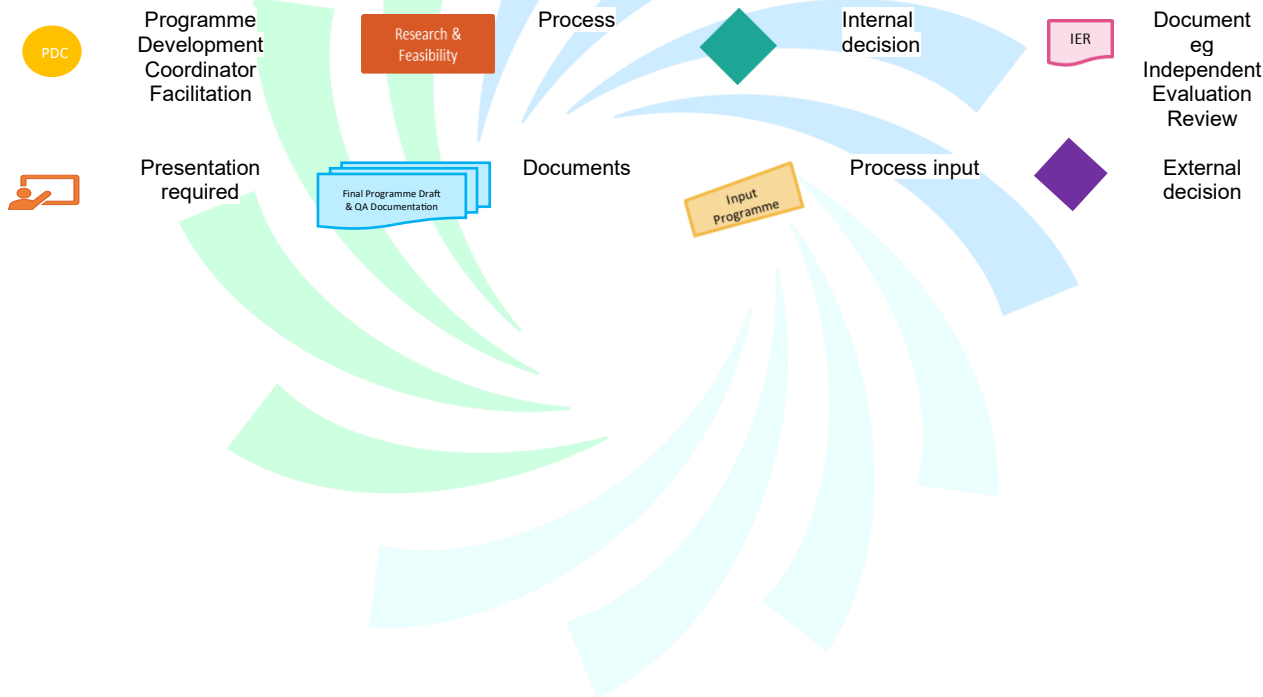 PDC
Programme
Development
Coordinator
Facilitation
Research &
Feasibility
Process
Internal
decision
IER
Document
eg
Independent
Evaluation
Review
Presentation
required
Final Programme Draft
& QA Documentation
Documents
Input
Programme
Process input
External
decision